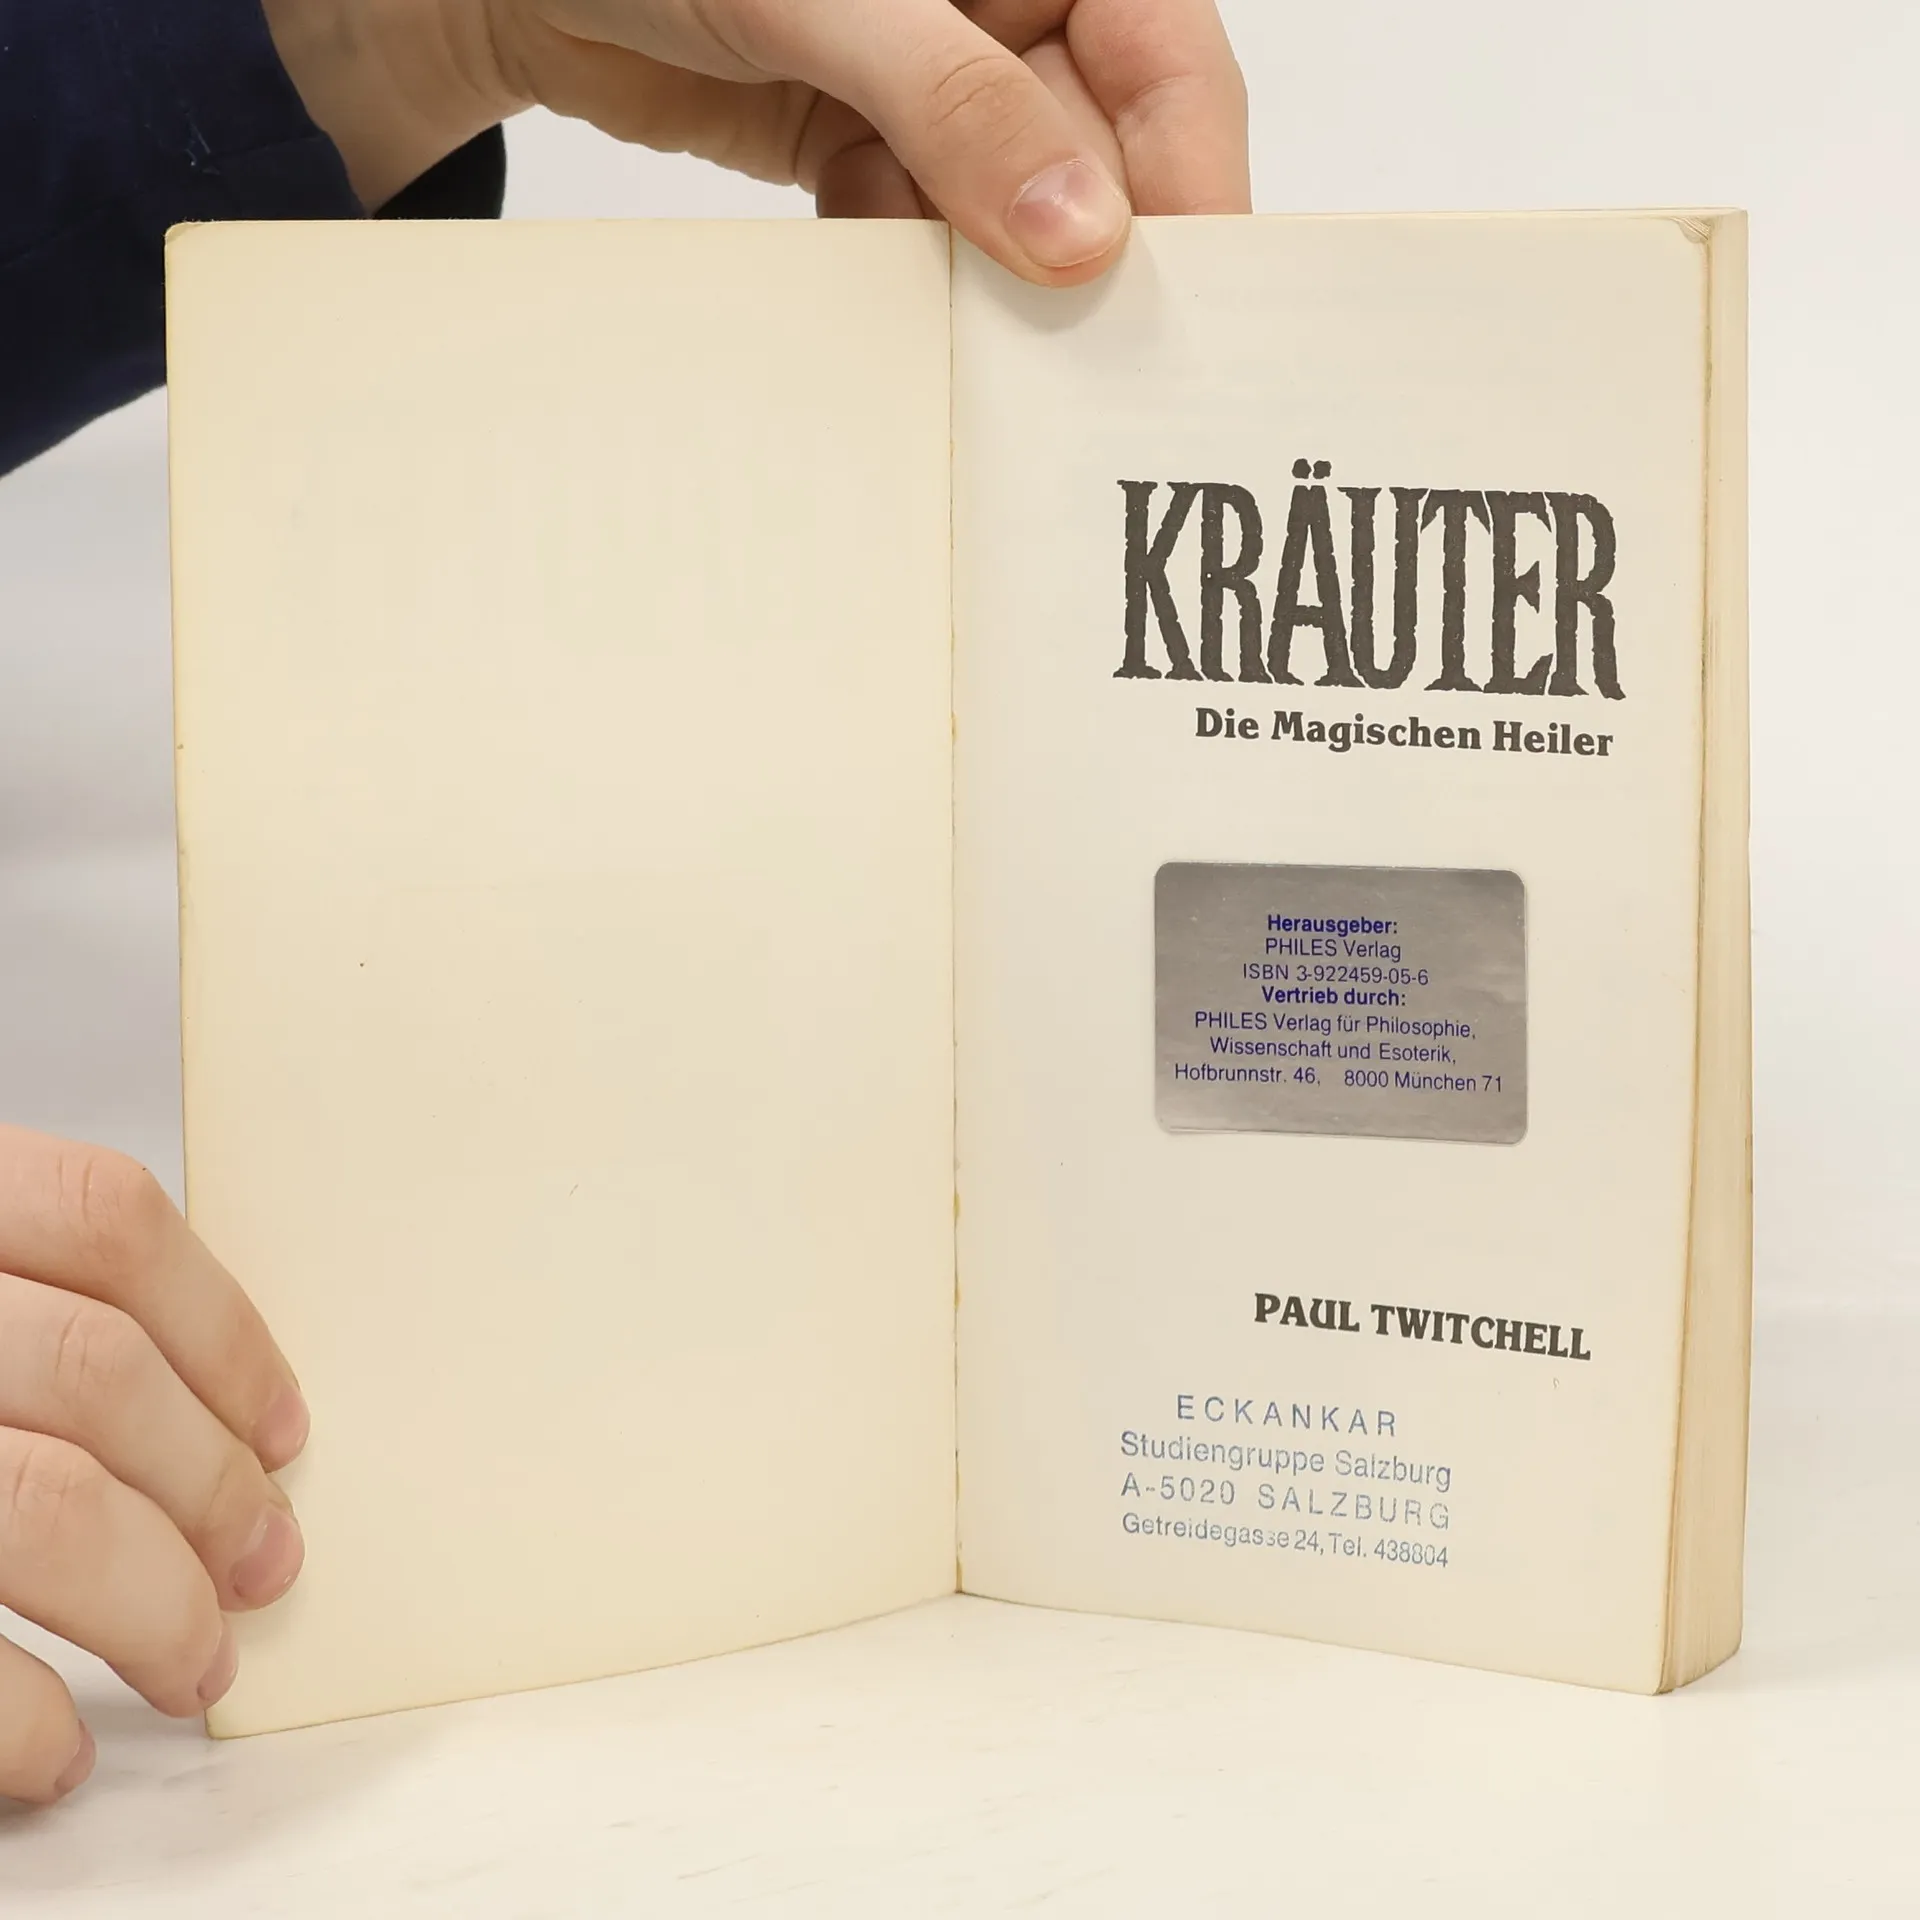 KRÄUTER
Die Magischen Heiler
Herausgeber:
PHILES Verlag
ISBN 3-922459-05-6
Vertrieb durch:
PHILES Verlag für Philosophie,
Wissenschaft und Esoterik,
Hofbrunnstr. 46, 8000 München 71
PAUL TWITCHELL
ECKANKAR
Studiengruppe Salzburg
A-5020 SALZBURG
Getreidegasse 24, Tel. 438804